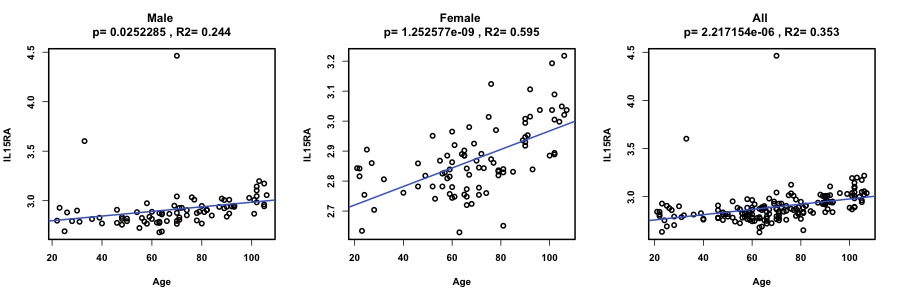 Male
p= 0.0252285 , R2= 0.244
4.5
4.0
3.5
3.0
IL15RA
20 40 60 80 100
Age
Female
p= 1.252577e-09 , R2= 0.595
3.2
3.1
3.0
2.9
2.8
2.7
IL15RA
20 40 60 80 100
Age
All
p= 2.217154e-06 , R2= 0.353
4.5
4.0
3.5
3.0
IL15RA
20 40 60 80 100
Age